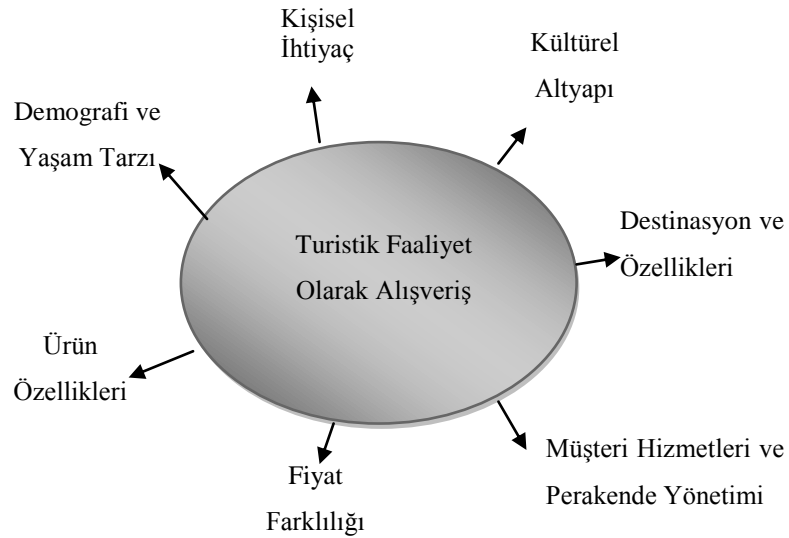 Kişisel
İhtiyaç
Kültürel
Altyapı
Demografi ve
Yaşam Tarzı
Turistik Faaliyet
Olarak Alışveriş
Destinasyon ve
Özellikleri
Ürün
Özellikleri
Müşteri Hizmetleri ve
Perakende Yönetimi
Fiyat
Farklılığı